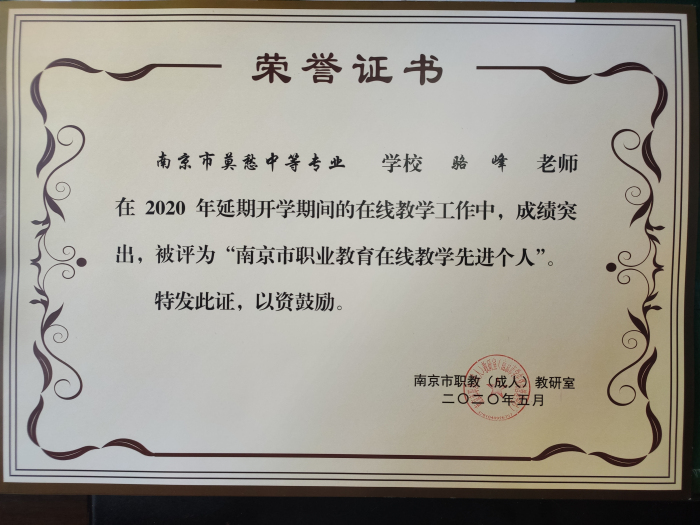 荣誉证书
南京市莫愁中等专业 学校 骆峰 老师
在 2020 年延期开学期间的在线教学工作中，成绩突
出，被评为“南京市职业教育在线教学先进个人”。
特发此证，以资鼓励。
南京市职教（成人）教研室
二〇二〇年五月